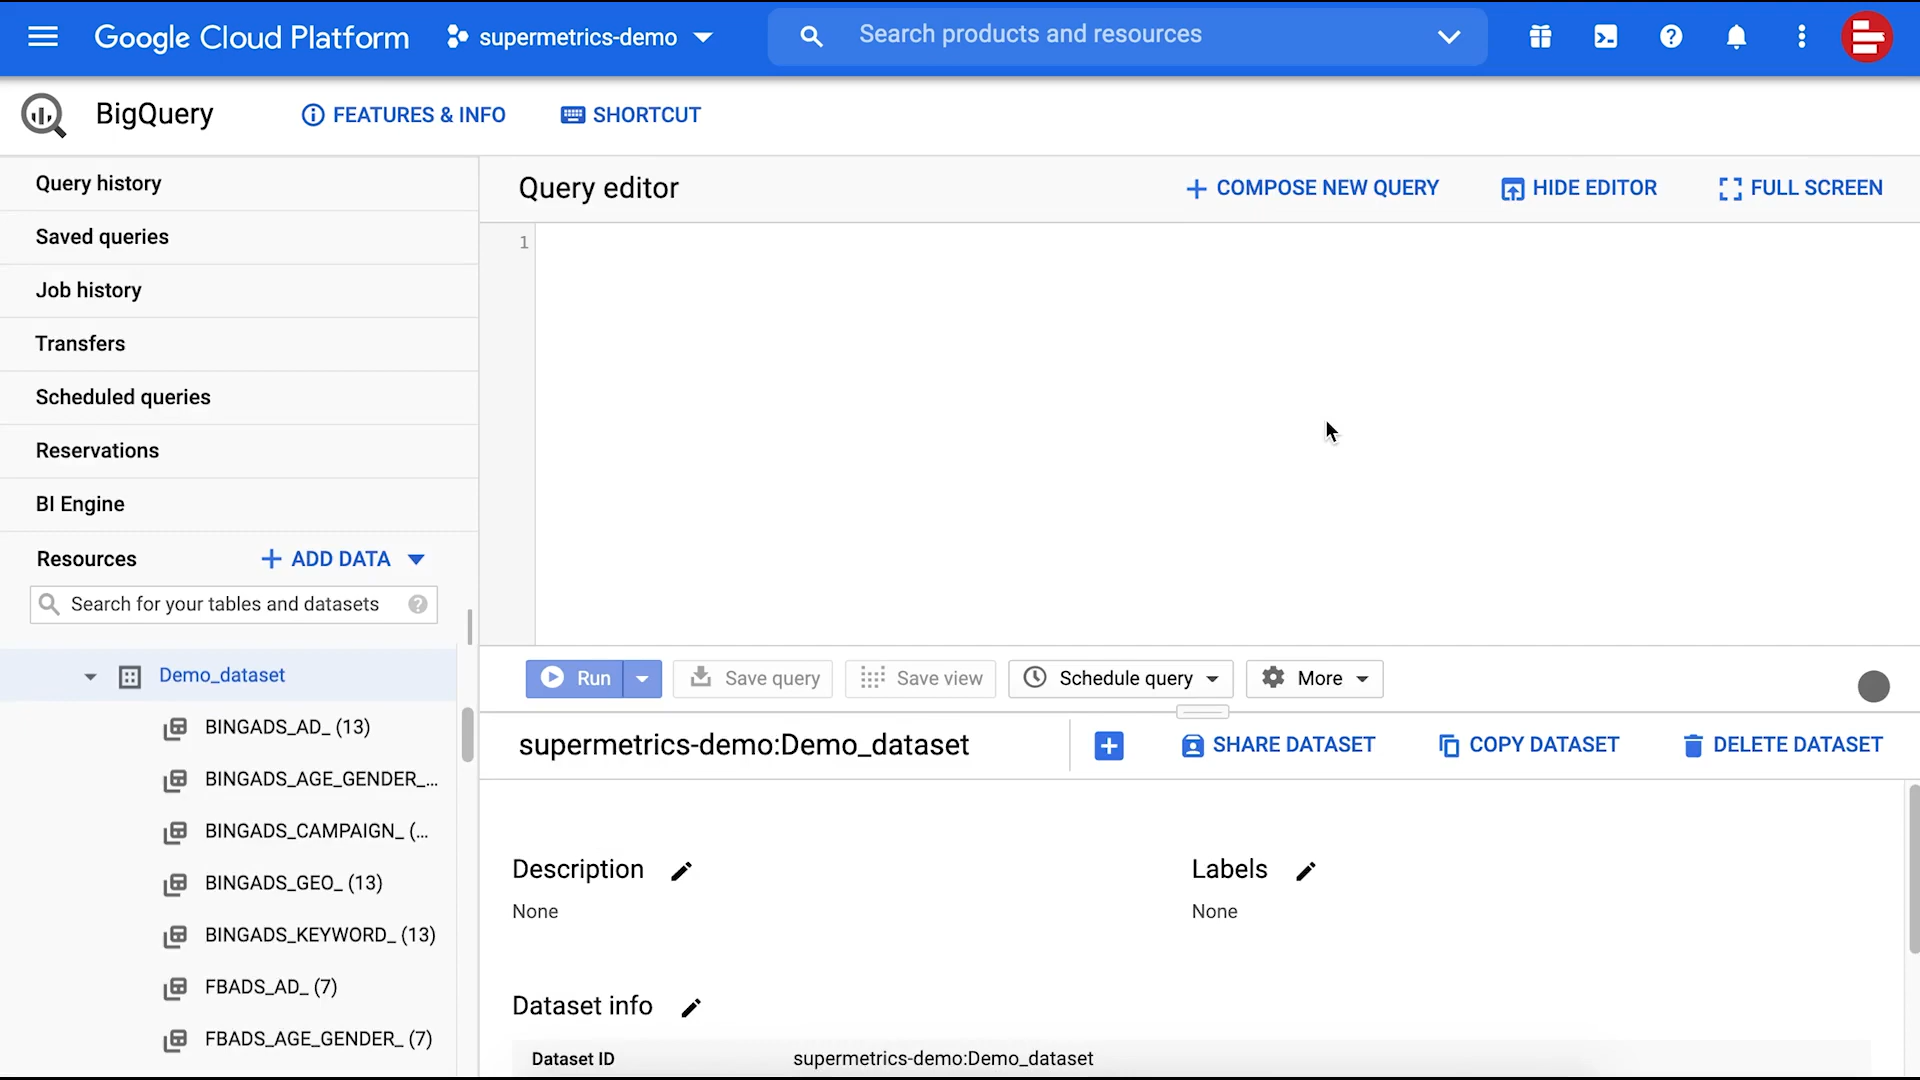 Google Cloud Platform
supermetrics-demo
Search products and resources
BigQuery
FEATURES & INFO
SHORTCUT
Query history
Saved queries
Job history
Transfers
Scheduled queries
Reservations
BI Engine
Resources
ADD DATA
Search for your tables and datasets
Demo_dataset
BINGADS_AD_ (13)
BINGADS_AGE_GENDER_...
BINGADS_CAMPAIGN_ (...
BINGADS_GEO_ (13)
BINGADS_KEYWORD_ (13)
FBADS_AD_ (7)
FBADS_AGE_GENDER_ (7)
Query editor
COMPOSE NEW QUERY
HIDE EDITOR
FULL SCREEN
1
Run
Save query
Save view
Schedule query
More
supermetrics-demo:Demo_dataset
SHARE DATASET
COPY DATASET
DELETE DATASET
Description
None
Labels
None
Dataset info
Dataset ID supermetrics-demo:Demo_dataset